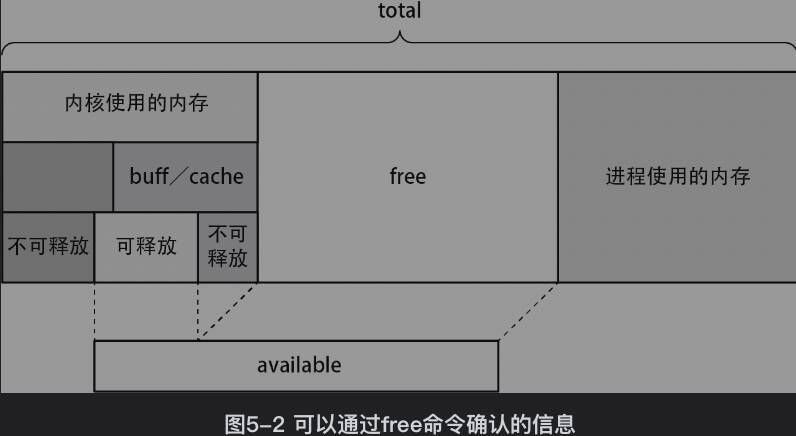 total
内核使用的内存
buff／cache
free
进程使用的内存
不可释放
可释放
不可
释放
available
图5-2 可以通过free命令确认的信息